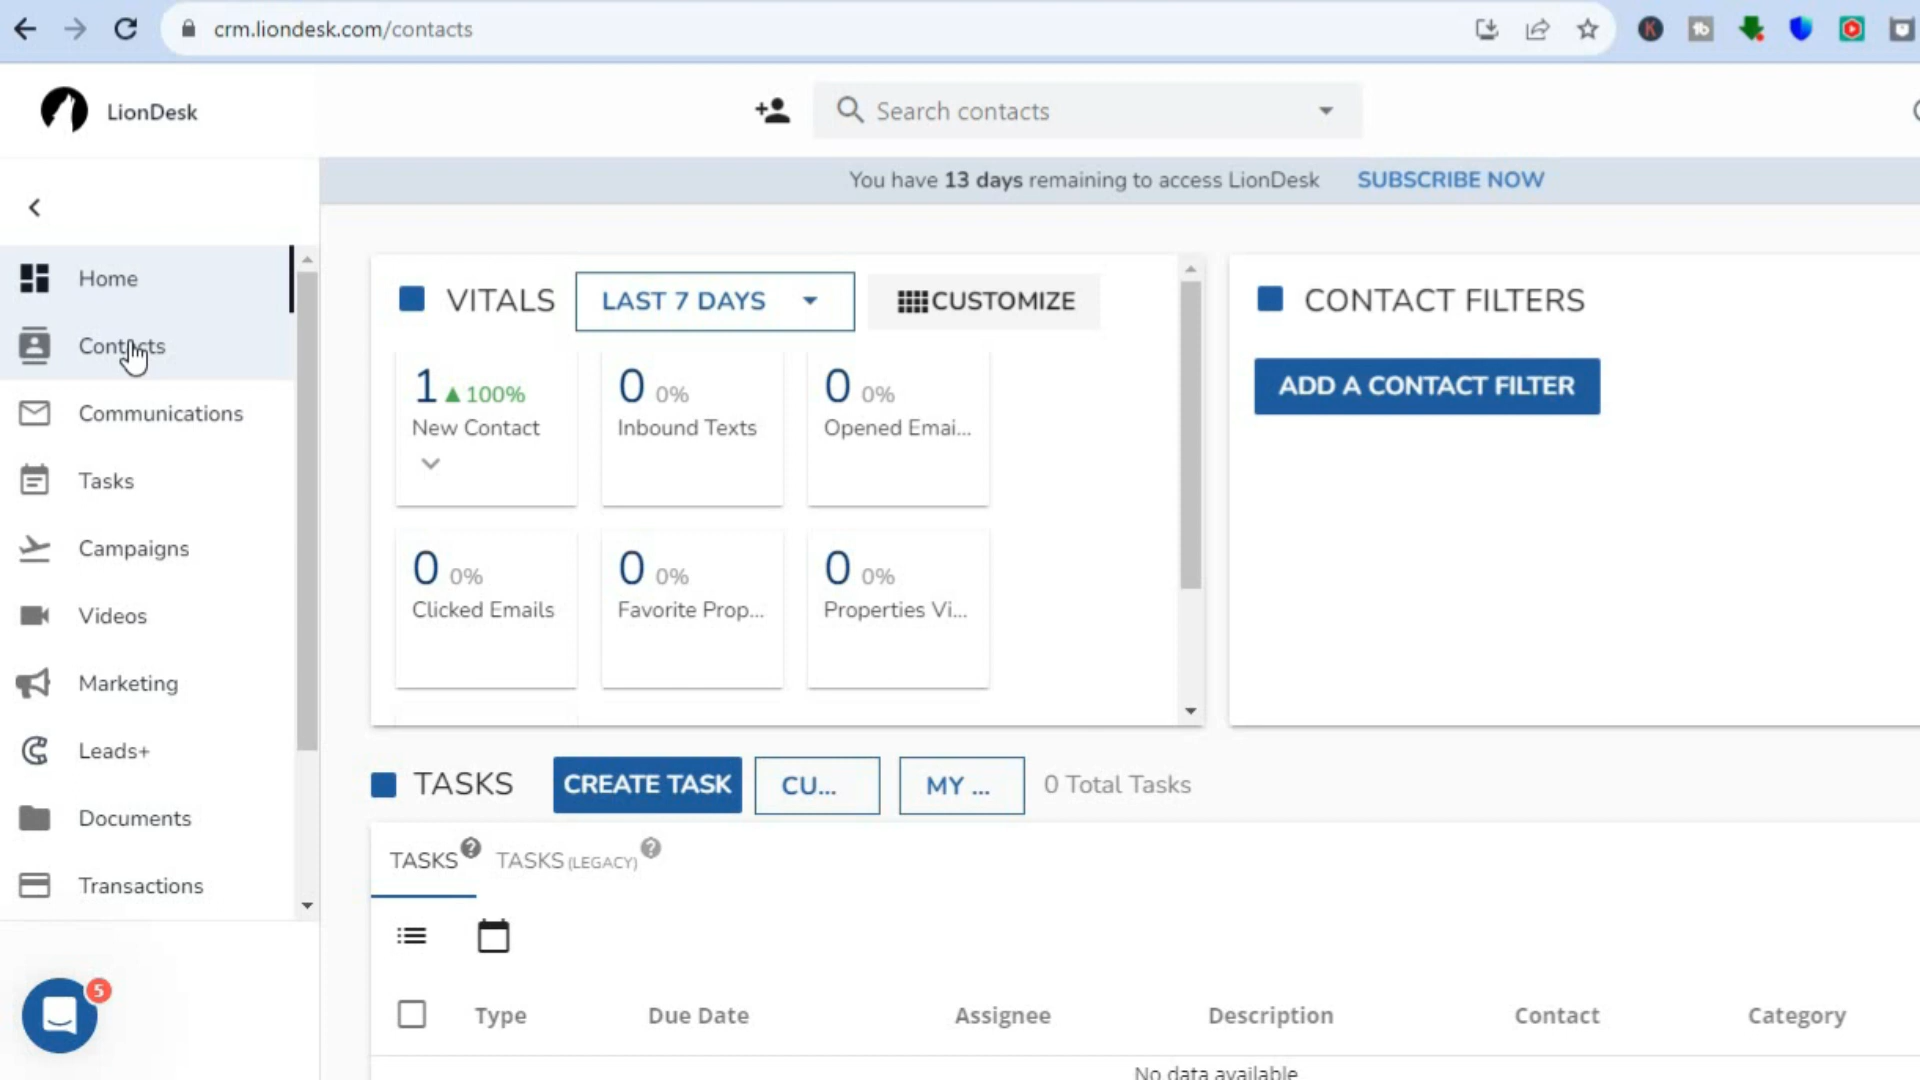 crm.liondesk.com/contacts
LionDesk
Search contacts
You have 13 days remaining to access LionDesk SUBSCRIBE NOW
Home
Contacts
Communications
Tasks
Campaigns
Videos
Marketing
Leads+
Documents
Transactions
5
VITALS LAST 7 DAYS CUSTOMIZE
1 ▲100%
New Contact
0 0%
Inbound Texts
0 0%
Opened Emai...
0 0%
Clicked Emails
0 0%
Favorite Prop...
0 0%
Properties Vi...
CONTACT FILTERS
ADD A CONTACT FILTER
TASKS CREATE TASK CU... MY ... 0 Total Tasks
TASKS ? TASKS (LEGACY) ?
Type Due Date Assignee Description Contact Category
No data available